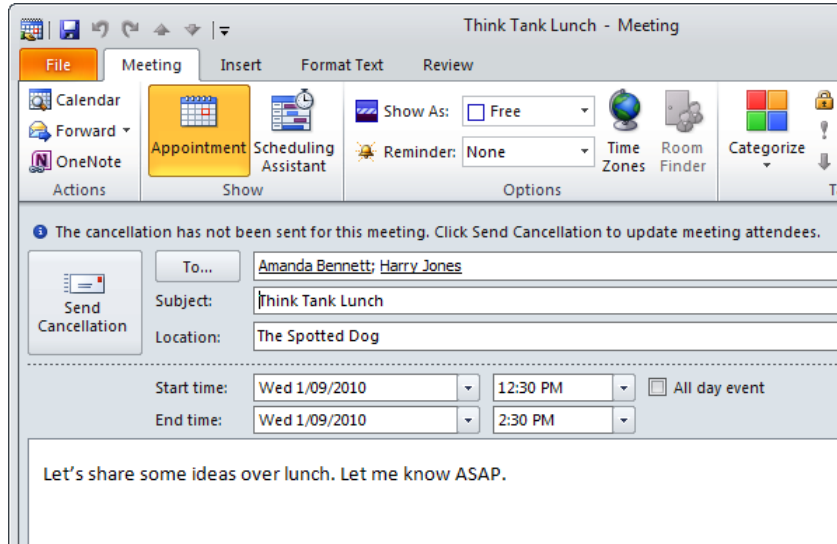 Think Tank Lunch - Meeting
File Meeting Insert Format Text Review
Calendar
Forward
OneNote
Actions
Appointment
Scheduling Assistant
Show
Show As: Free
Reminder: None
Time Zones
Room Finder
Options
Categorize
The cancellation has not been sent for this meeting. Click Send Cancellation to update meeting attendees.
Send Cancellation
To... Amanda Bennett; Harry Jones
Subject: Think Tank Lunch
Location: The Spotted Dog
Start time: Wed 1/09/2010 12:30 PM All day event
End time: Wed 1/09/2010 2:30 PM
Let's share some ideas over lunch. Let me know ASAP.